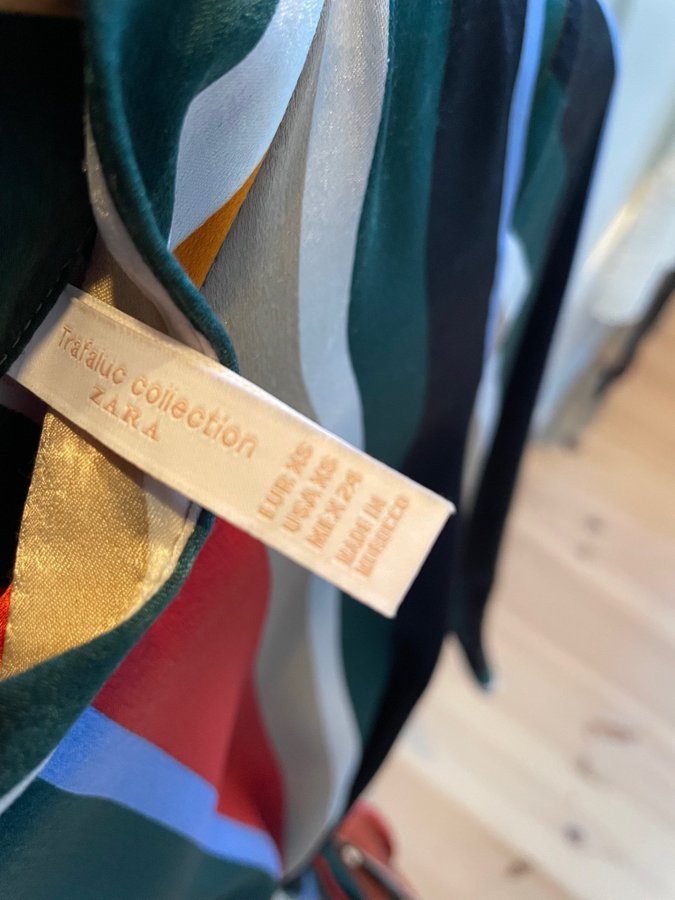 Trafaluc collection
ZARA
EUR XS
USA XS
MEX 24
MADE IN
MOROCCO